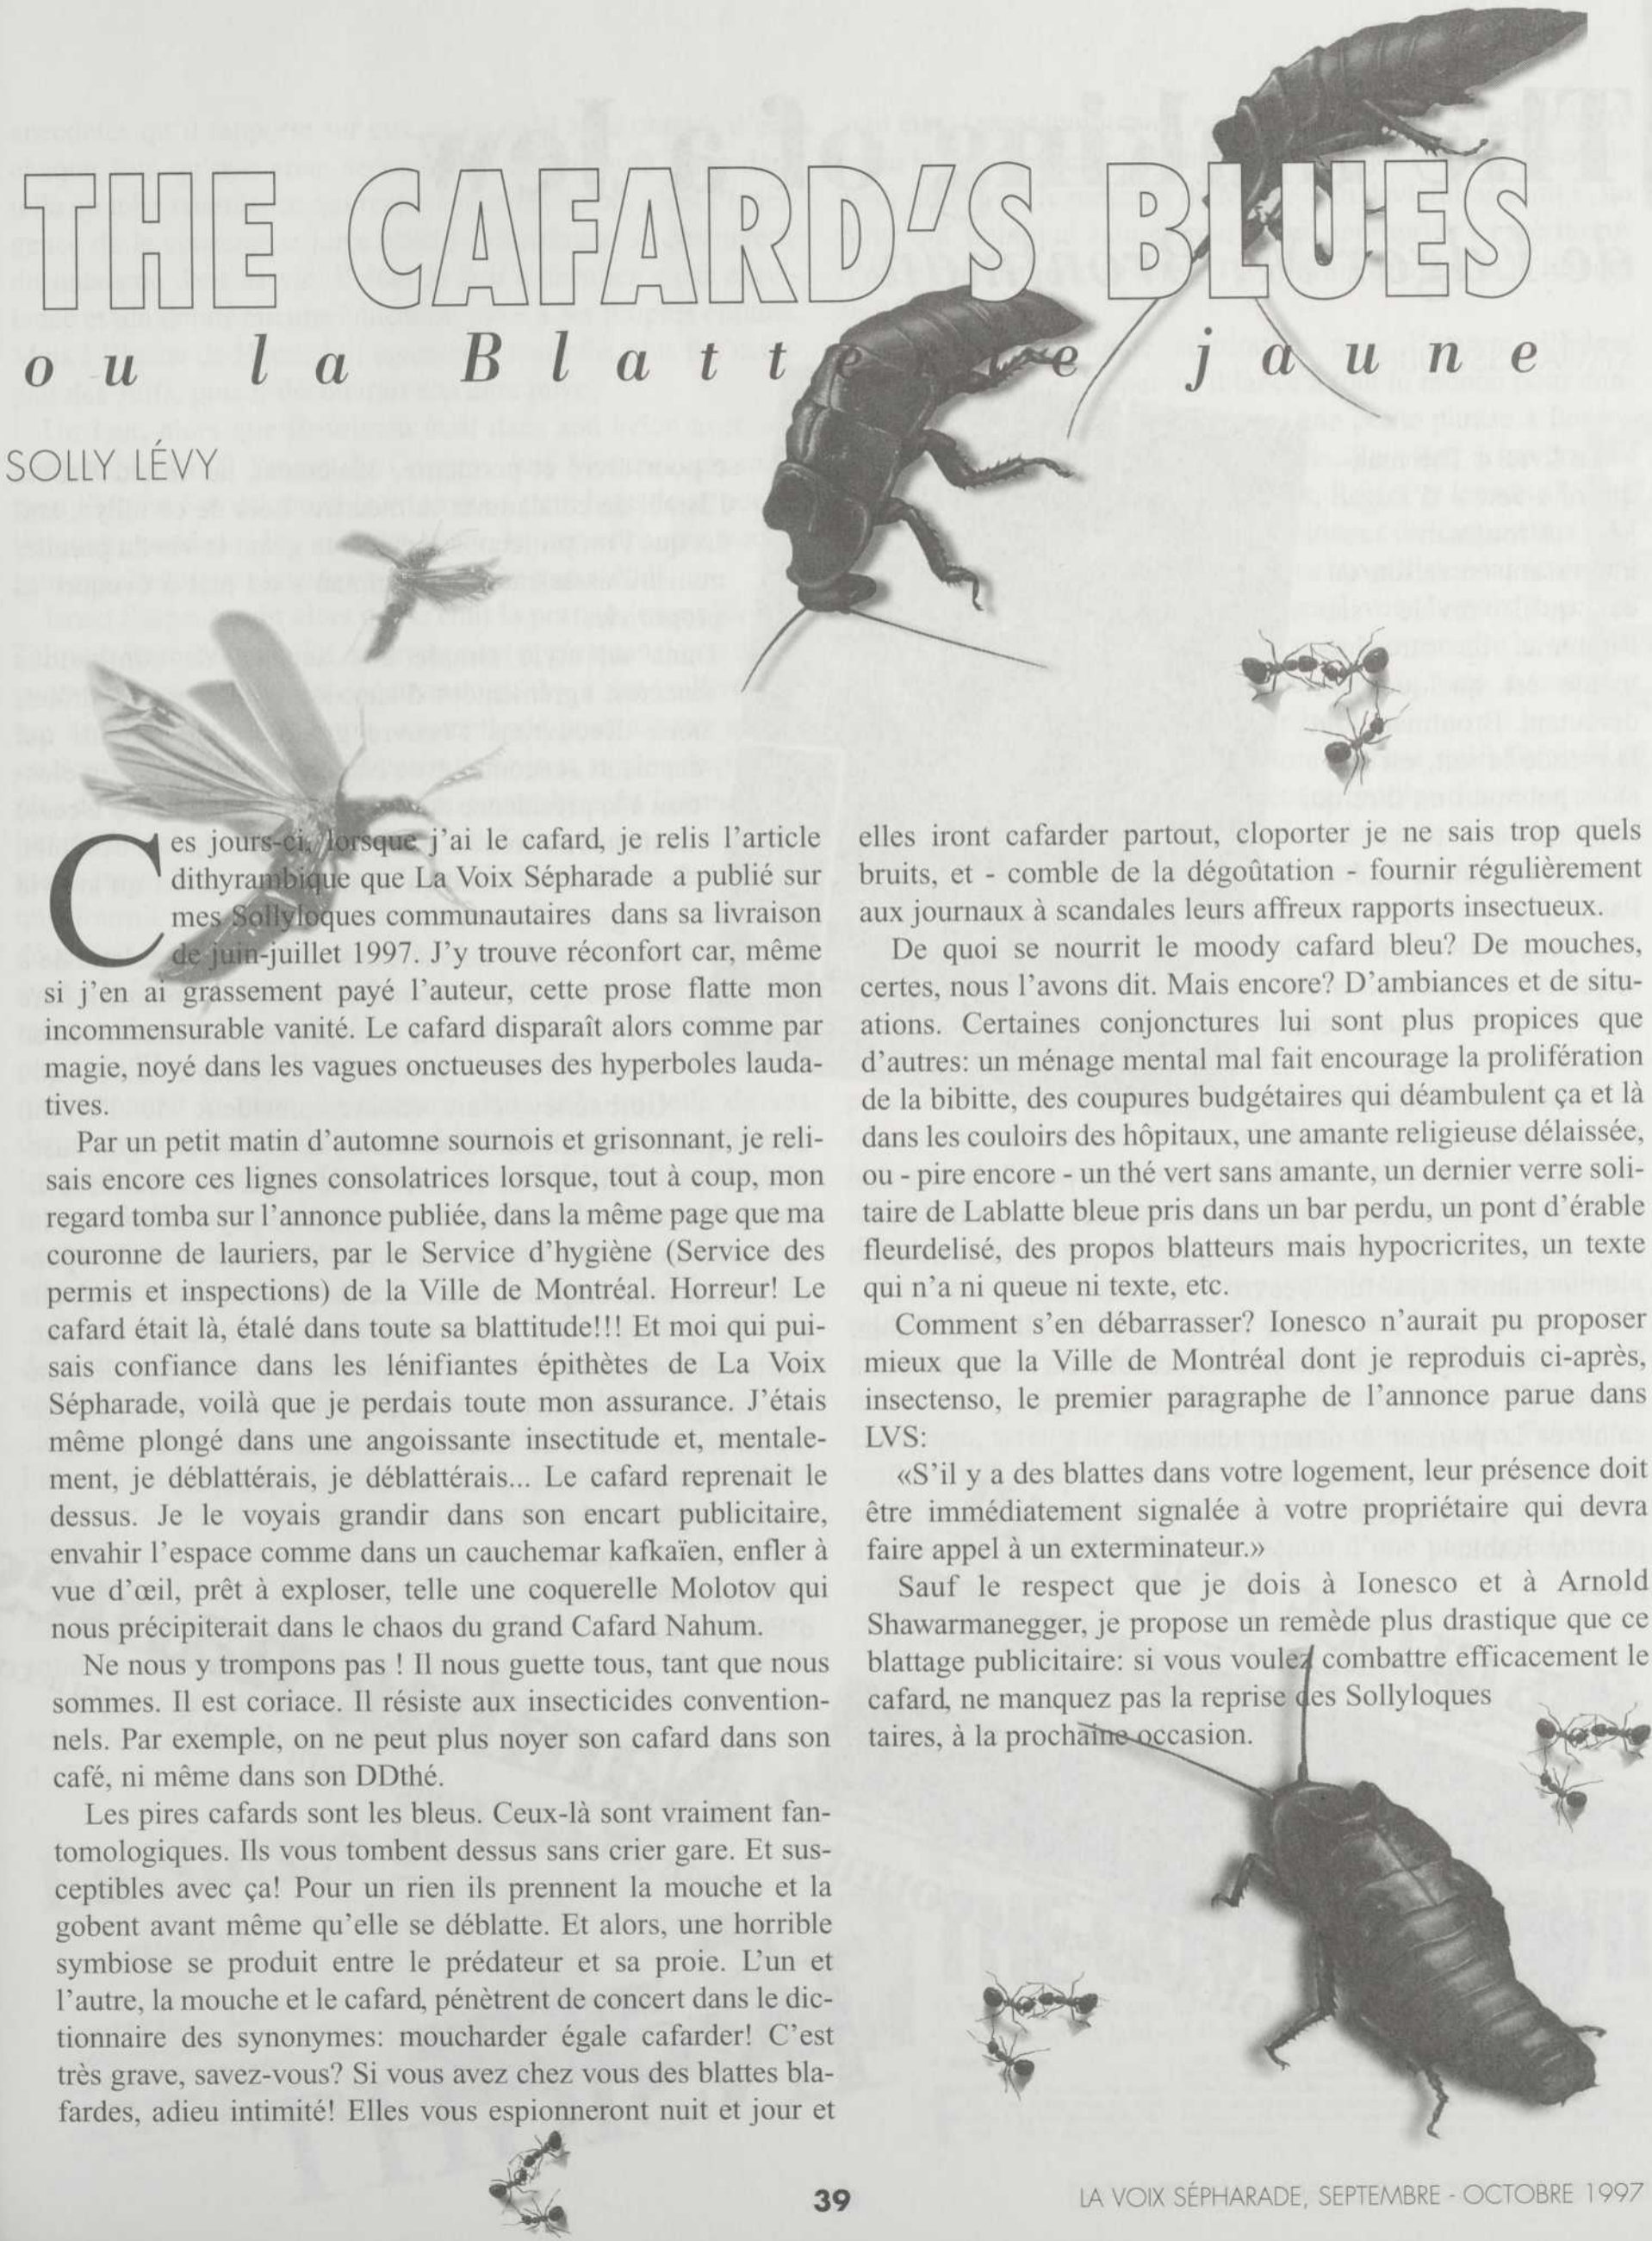 THE CAFARD'S BLUES
ou la Blatte jaune
SOLLY LÉVY
Ces jours-ci, lorsque j'ai le cafard, je relis l'article
dithyrambique que La Voix Sépharade a publié sur
mes Sollyloques communautaires dans sa livraison
de juin-juillet 1997. J'y trouve réconfort car, même
si j'en ai grassement payé l'auteur, cette prose flatte mon
incommensurable vanité. Le cafard disparaît alors comme par
magie, noyé dans les vagues onctueuses des hyperboles lauda-
tives.
Par un petit matin d'automne sournois et grisonnant, je reli-
sais encore ces lignes consolatrices lorsque, tout à coup, mon
regard tomba sur l'annonce publiée, dans la même page que ma
couronne de lauriers, par le Service d'hygiène (Service des
permis et inspections) de la Ville de Montréal. Horreur! Le
cafard était là, étalé dans toute sa blattitude!!! Et moi qui pui-
sais confiance dans les lénifiantes épithètes de La Voix
Sépharade, voilà que je perdais toute mon assurance. J'étais
même plongé dans une angoissante insectitude et, mentale-
ment, je déblattérais, je déblattérais... Le cafard reprenait le
dessus. Je le voyais grandir dans son encart publicitaire,
envahir l'espace comme dans un cauchemar kafkaïen, enfler à
vue d'œil, prêt à exploser, telle une coquerelle Molotov qui
nous précipiterait dans le chaos du grand Cafard Nahum.
Ne nous y trompons pas ! Il nous guette tous, tant que nous
sommes. Il est coriace. Il résiste aux insecticides convention-
nels. Par exemple, on ne peut plus noyer son cafard dans son
café, ni même dans son DDthé.
Les pires cafards sont les bleus. Ceux-là sont vraiment fan-
tomologiques. Ils vous tombent dessus sans crier gare. Et sus-
ceptibles avec ça! Pour un rien ils prennent la mouche et la
gobent avant même qu'elle se déblatte. Et alors, une horrible
symbiose se produit entre le prédateur et sa proie. L'un et
l'autre, la mouche et le cafard, pénètrent de concert dans le dic-
tionnaire des synonymes: moucharder égale cafarder! C'est
très grave, savez-vous? Si vous avez chez vous des blattes bla-
fardes, adieu intimité! Elles vous espionneront nuit et jour et
elles iront cafarder partout, cloporter je ne sais trop quels
bruits, et - comble de la dégoûtation - fournir régulièrement
aux journaux à scandales leurs affreux rapports insectueux.
De quoi se nourrit le moody cafard bleu? De mouches,
certes, nous l'avons dit. Mais encore? D'ambiances et de situ-
ations. Certaines conjonctures lui sont plus propices que
d'autres: un ménage mental mal fait encourage la prolifération
de la bibitte, des coupures budgétaires qui déambulent ça et là
dans les couloirs des hôpitaux, une amante religieuse délaissée,
ou - pire encore - un thé vert sans amante, un dernier verre soli-
taire de Lablatte bleue pris dans un bar perdu, un pont d'érable
fleurdelisé, des propos blatteurs mais hypocricrites, un texte
qui n'a ni queue ni texte, etc.
Comment s'en débarrasser? Ionesco n'aurait pu proposer
mieux que la Ville de Montréal dont je reproduis ci-après,
insectenso, le premier paragraphe de l'annonce parue dans
LVS:
«S'il y a des blattes dans votre logement, leur présence doit
être immédiatement signalée à votre propriétaire qui devra
faire appel à un exterminateur.»
Sauf le respect que je dois à Ionesco et à Arnold
Shawarmanegger, je propose un remède plus drastique que ce
blattage publicitaire: si vous voulez combattre efficacement le
cafard, ne manquez pas la reprise des Sollyloques
taires, à la prochaine occasion.
39
LA VOIX SÉPHARADE, SEPTEMBRE - OCTOBRE 1997